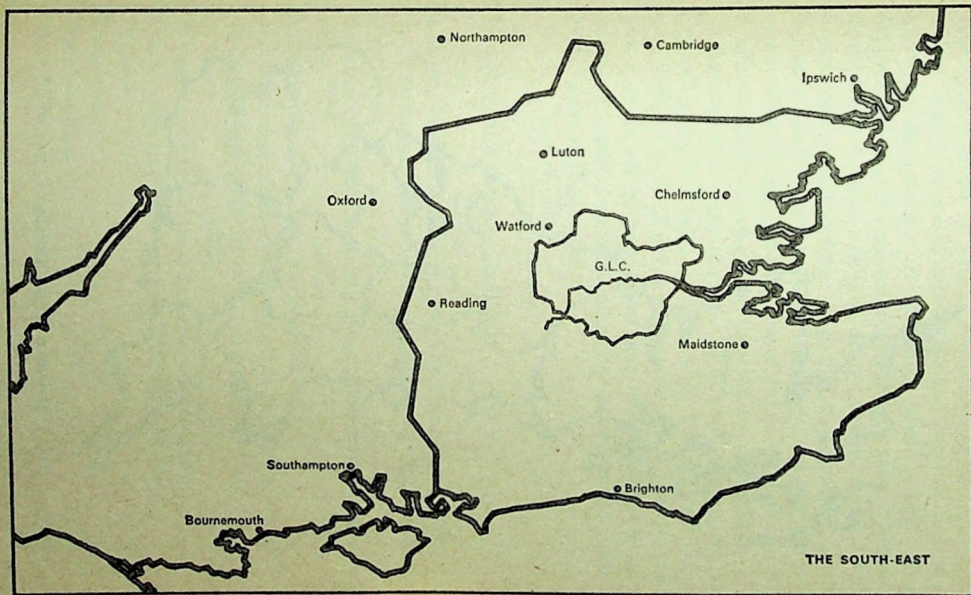 Northampton
Cambridge
Ipswich
Luton
Oxford
Chelmsford
Watford
G.L.C.
Reading
Maidstone
Southampton
Brighton
Bournemouth
THE SOUTH-EAST